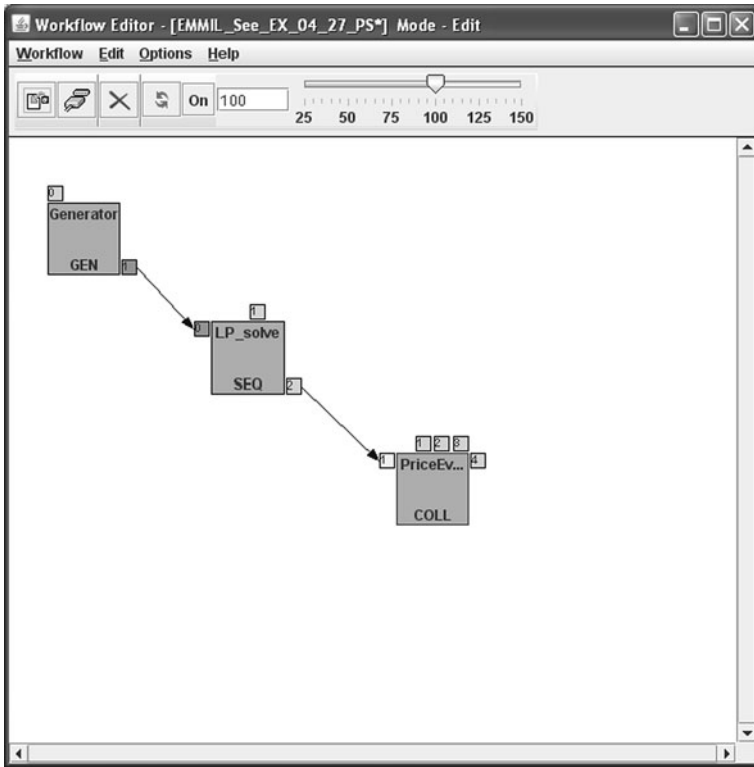 Workflow Editor - [EMMIL_See_EX_04_27_PS*] Mode - Edit
Workflow Edit Options Help
On 100
25 50 75 100 125 150
0
Generator
GEN
1
1
0
LP_solve
SEQ
2
1 2 3
1
PriceEv...
4
COLL